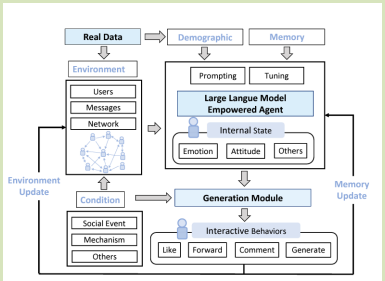 Real Data
Demographic
Memory
Environment
Prompting
Tuning
Users
Messages
Network
Large Langue Model
Empowered Agent
Internal State
Emotion
Attitude
Others
Environment
Update
Memory
Update
Condition
Generation Module
Social Event
Mechanism
Others
Interactive Behaviors
Like
Forward
Comment
Generate